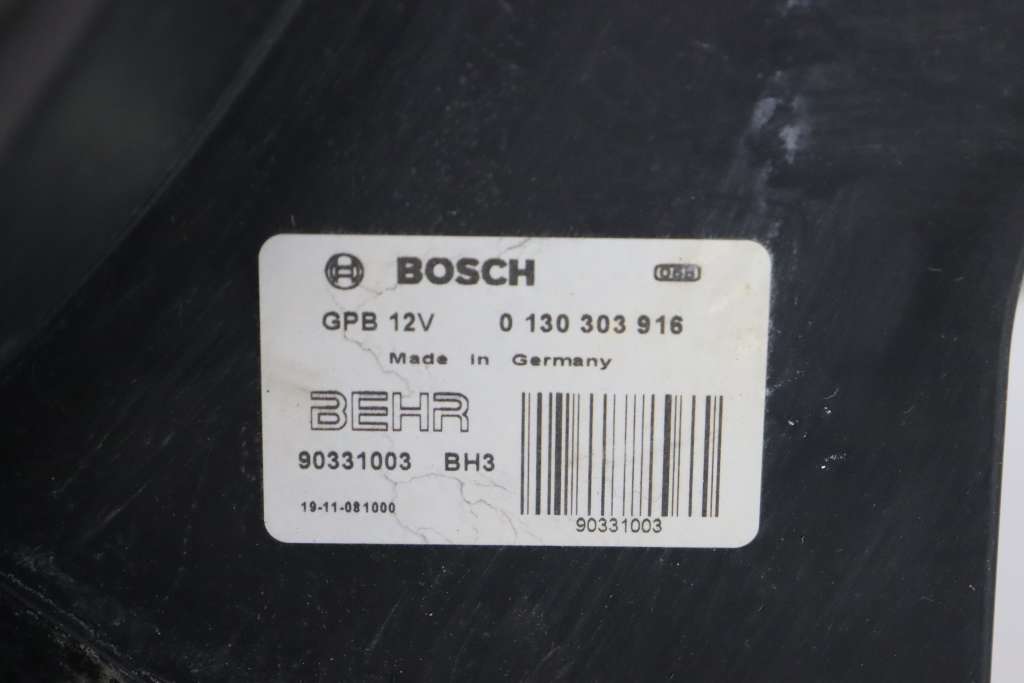 BOSCH
GPB 12V 0 130 303 916
Made in Germany
BEHR
90331003 BH3
19-11-081000
90331003